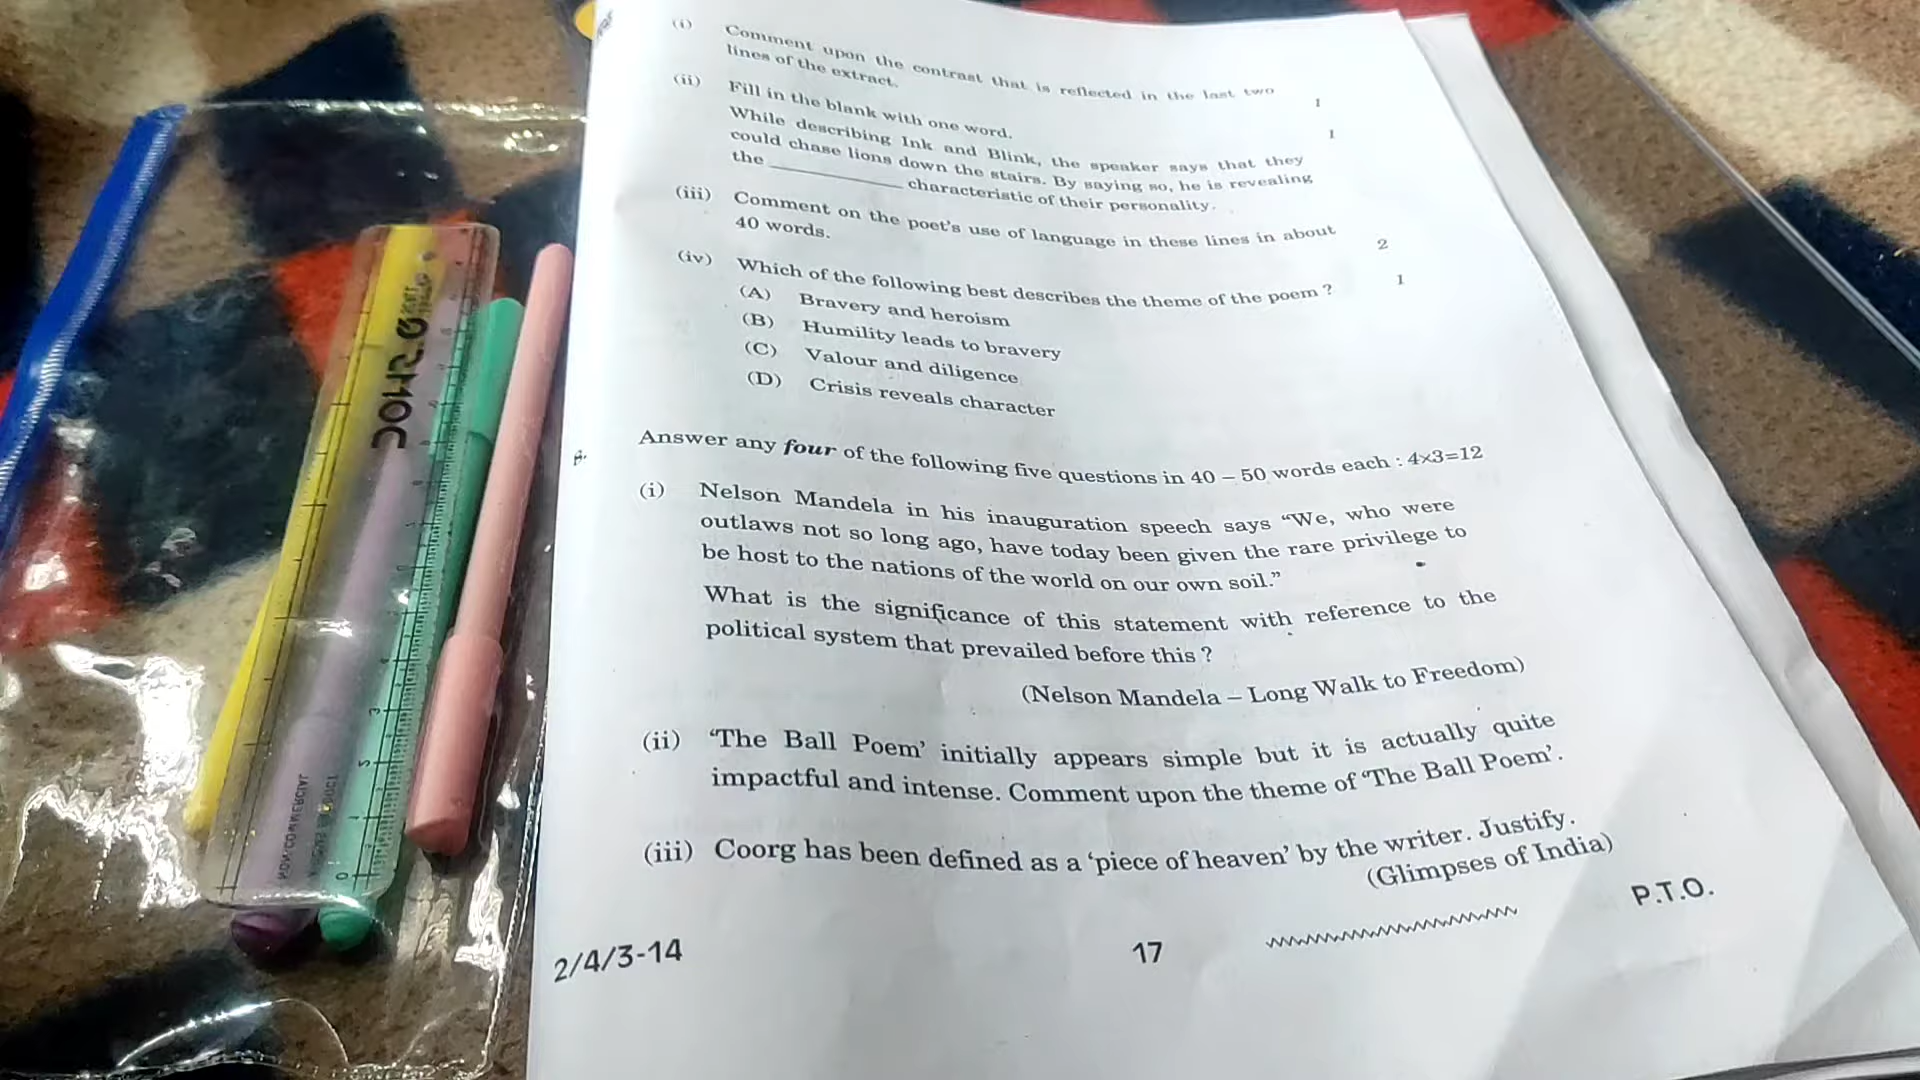 (i) Comment upon the contrast that is reflected in the last two
lines of the extract. 1
(ii) Fill in the blank with one word. 1
While describing Ink and Blink, the speaker says that they
could chase lions down the stairs. By saying so, he is revealing
the __________ characteristic of their personality.
(iii) Comment on the poet's use of language in these lines in about
40 words. 2
(iv) Which of the following best describes the theme of the poem ? 1
(A) Bravery and heroism
(B) Humility leads to bravery
(C) Valour and diligence
(D) Crisis reveals character
8. Answer any four of the following five questions in 40 – 50 words each : 4×3=12
(i) Nelson Mandela in his inauguration speech says “We, who were
outlaws not so long ago, have today been given the rare privilege to
be host to the nations of the world on our own soil.”
What is the significance of this statement with reference to the
political system that prevailed before this ?
(Nelson Mandela – Long Walk to Freedom)
(ii) ‘The Ball Poem’ initially appears simple but it is actually quite
impactful and intense. Comment upon the theme of ‘The Ball Poem’.
(iii) Coorg has been defined as a ‘piece of heaven’ by the writer. Justify.
(Glimpses of India)
2/4/3-14 17 P.T.O.
DOMS